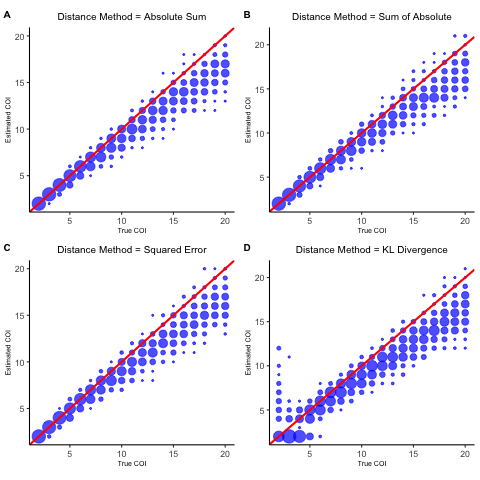 A
Distance Method = Absolute Sum
20
15
10
5
Estimated COI
5
10
15
20
True COI
B
Distance Method = Sum of Absolute
20
15
10
5
Estimated COI
5
10
15
20
True COI
C
Distance Method = Squared Error
20
15
10
5
Estimated COI
5
10
15
20
True COI
D
Distance Method = KL Divergence
20
15
10
5
Estimated COI
5
10
15
20
True COI